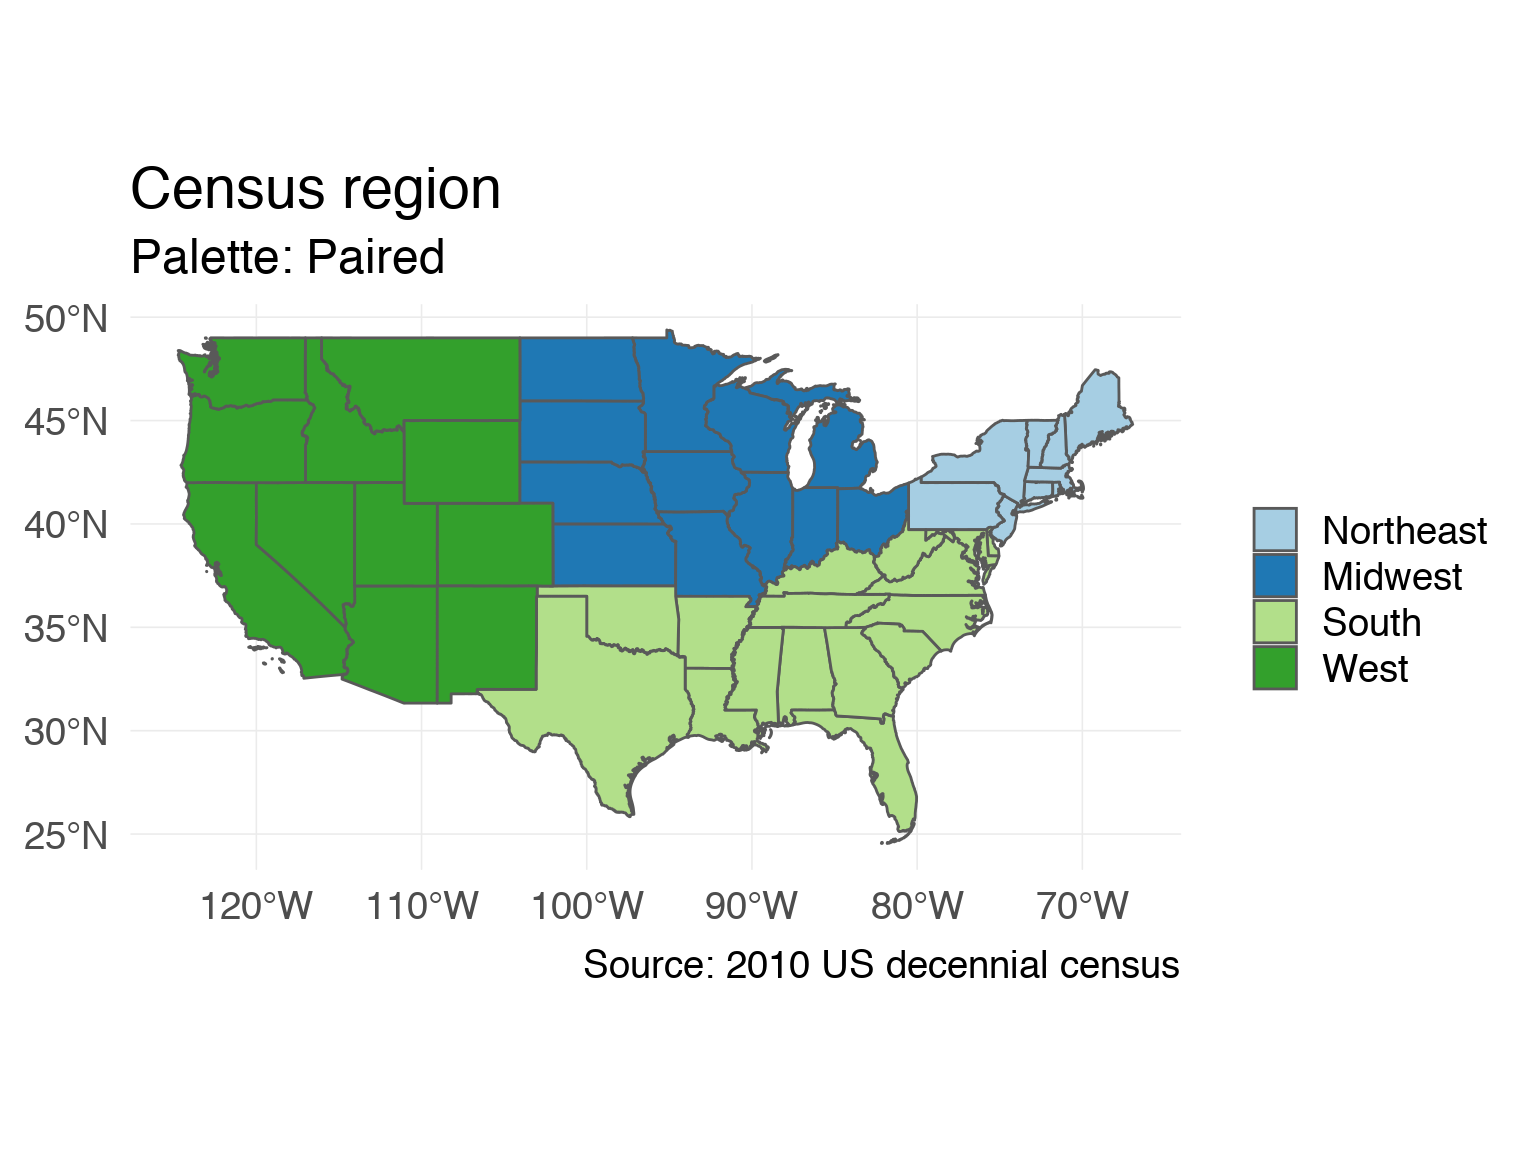 Census region
Palette: Paired
50°N
45°N
40°N
35°N
30°N
25°N
120°W 110°W 100°W 90°W 80°W 70°W
Northeast
Midwest
South
West
Source: 2010 US decennial census